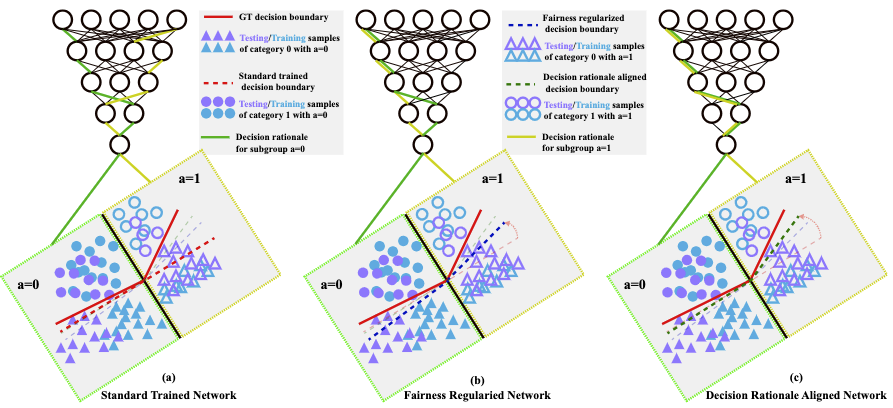 GT decision boundary
Testing/Training samples
of category 0 with a=0
Standard trained
decision boundary
Testing/Training samples
of category 1 with a=0
Decision rationale
for subgroup a=0
Fairness regularized
decision boundary
Testing/Training samples
of category 0 with a=1
Decision rationale aligned
decision boundary
Testing/Training samples
of category 1 with a=1
Decision rationale
for subgroup a=1
a=1
a=0
(a)
Standard Trained Network
a=1
a=0
(b)
Fairness Regularied Network
a=1
a=0
(c)
Decision Rationale Aligned Network